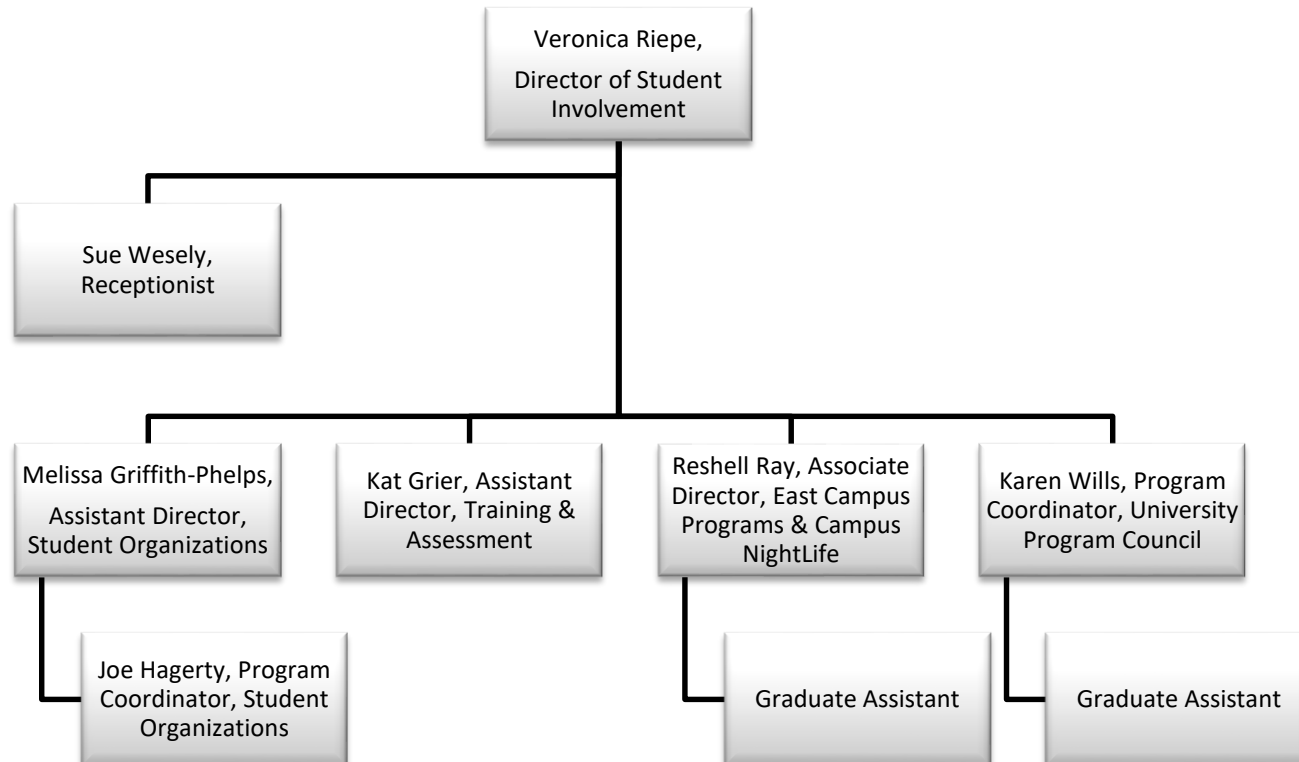 Veronica Riepe,
Director of Student
Involvement
Sue Wesely,
Receptionist
Melissa Griffith-Phelps,
Assistant Director,
Student Organizations
Kat Grier, Assistant
Director, Training &
Assessment
Reshell Ray, Associate
Director, East Campus
Programs & Campus
NightLife
Karen Wills, Program
Coordinator, University
Program Council
Joe Hagerty, Program
Coordinator, Student
Organizations
Graduate Assistant
Graduate Assistant